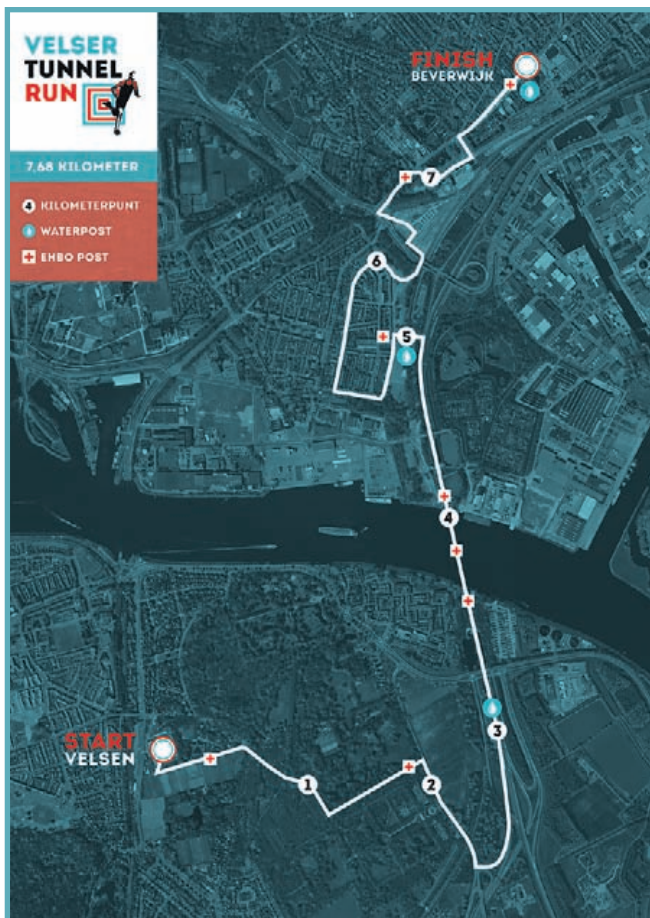 VELSER
TUNNEL
RUN
7,68 KILOMETER
4 KILOMETERPUNT
WATERPOST
EHBO POST
FINISH
BEVERWIJK
7
6
5
4
3
START
VELSEN
1
2